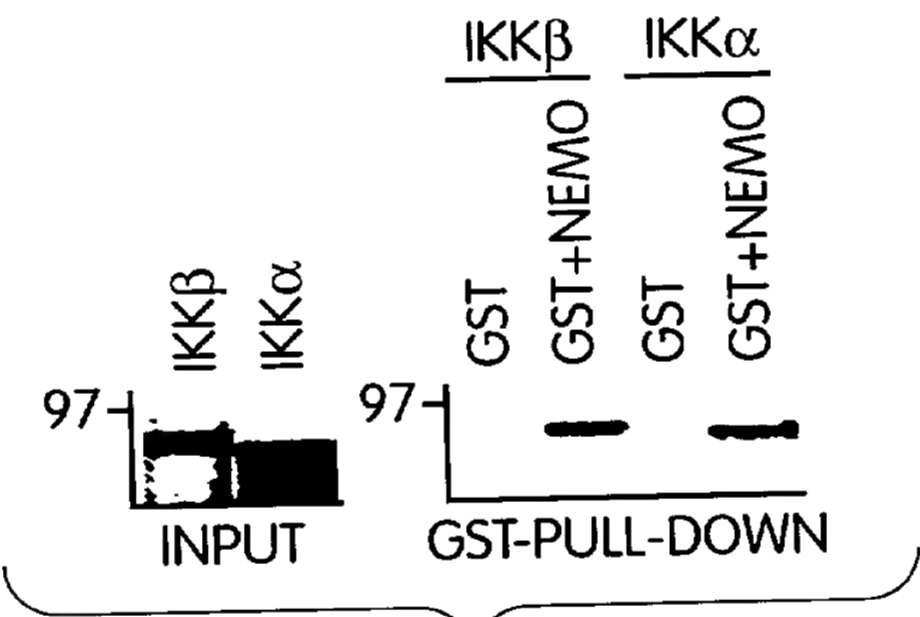 IKKβ IKKα
GST GST+NEMO GST GST+NEMO
IKKβ IKKα
97
97
INPUT
GST-PULL-DOWN